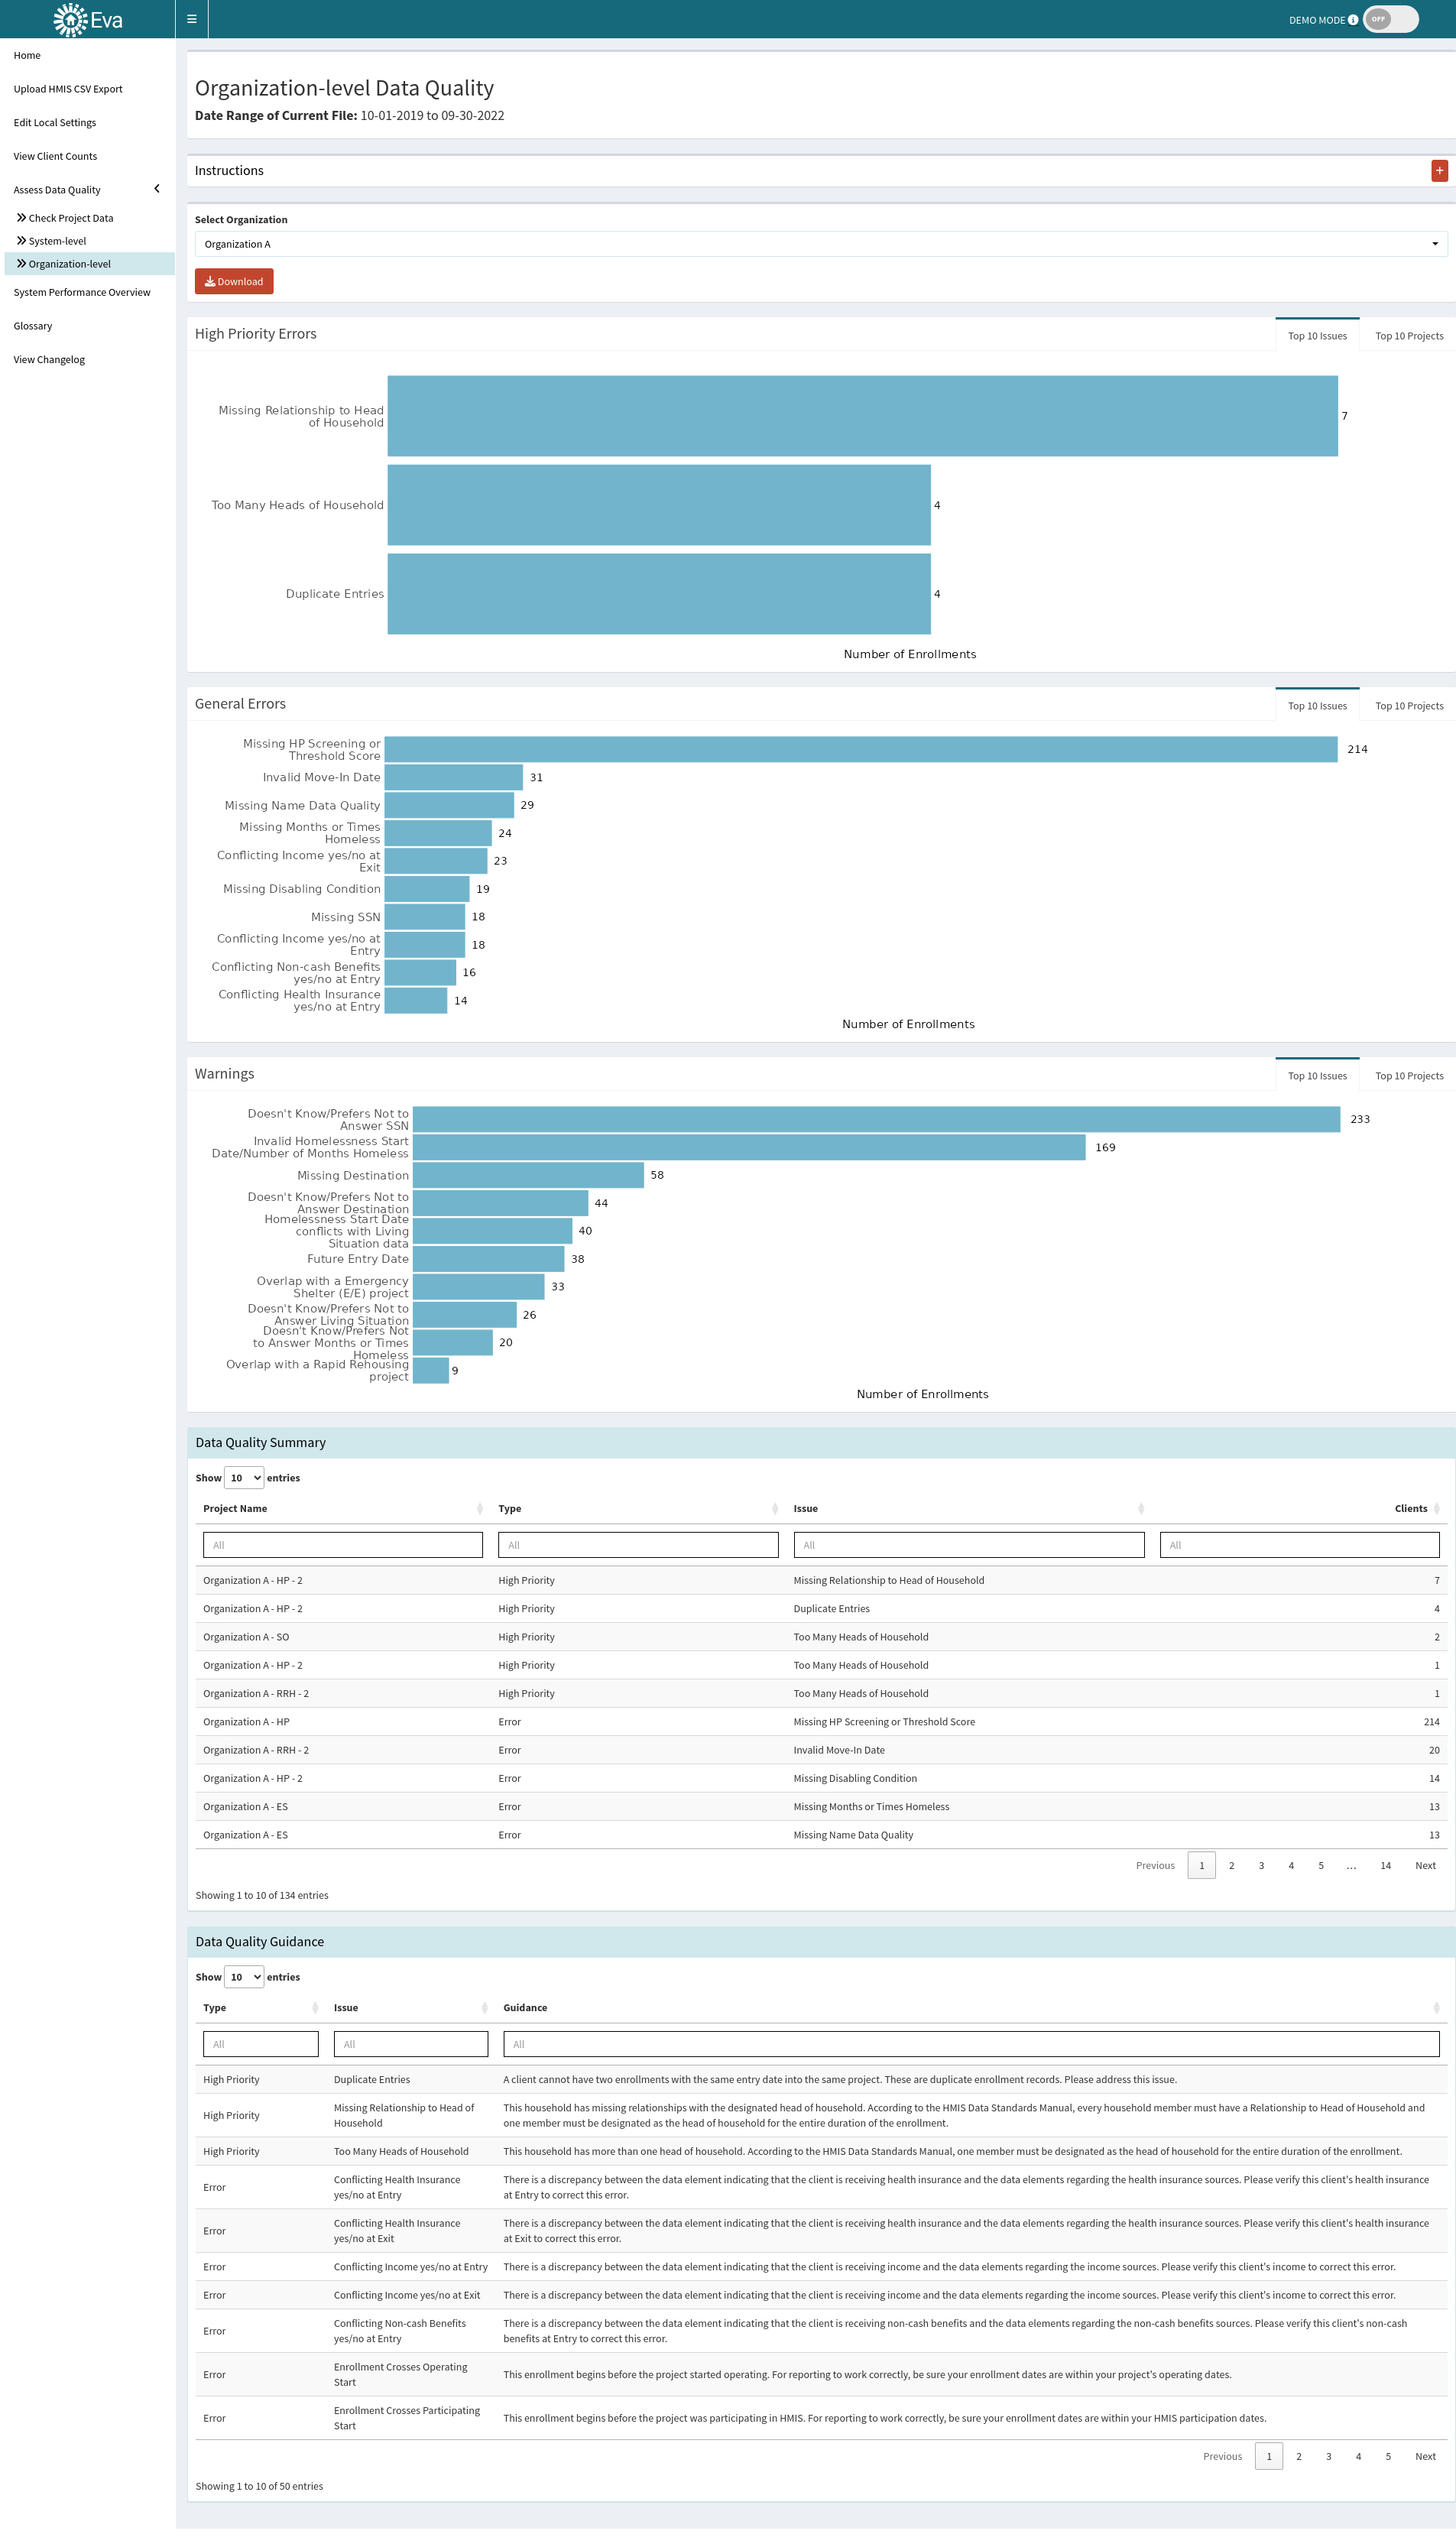 Eva
DEMO MODE
OFF
Home
Upload HMIS CSV Export
Edit Local Settings
View Client Counts
Assess Data Quality
Check Project Data
System-level
Organization-level
System Performance Overview
Glossary
View Changelog
Organization-level Data Quality
Date Range of Current File: 10-01-2019 to 09-30-2022
Instructions
+
Select Organization
Organization A
Download
High Priority Errors
Top 10 Issues
Top 10 Projects
Missing Relationship to Head
of Household
7
Too Many Heads of Household
4
Duplicate Entries
4
Number of Enrollments
General Errors
Top 10 Issues
Top 10 Projects
Missing HP Screening or
Threshold Score
214
Invalid Move-In Date
31
Missing Name Data Quality
29
Missing Months or Times
Homeless
24
Conflicting Income yes/no at
Exit
23
Missing Disabling Condition
19
Missing SSN
18
Conflicting Income yes/no at
Entry
18
Conflicting Non-cash Benefits
yes/no at Entry
16
Conflicting Health Insurance
yes/no at Entry
14
Number of Enrollments
Warnings
Top 10 Issues
Top 10 Projects
Doesn't Know/Prefers Not to
Answer SSN
233
Invalid Homelessness Start
Date/Number of Months Homeless
169
Missing Destination
58
Doesn't Know/Prefers Not to
Answer Destination
44
Homelessness Start Date
conflicts with Living
Situation data
40
Future Entry Date
38
Overlap with a Emergency
Shelter (E/E) project
33
Doesn't Know/Prefers Not to
Answer Living Situation
26
Doesn't Know/Prefers Not
to Answer Months or Times
Homeless
20
Overlap with a Rapid Rehousing
project
9
Number of Enrollments
Data Quality Summary
Show 10 entries
Project Name Type Issue Clients
All All All All
Organization A - HP - 2 High Priority Missing Relationship to Head of Household 7
Organization A - HP - 2 High Priority Duplicate Entries 4
Organization A - SO High Priority Too Many Heads of Household 2
Organization A - HP - 2 High Priority Too Many Heads of Household 1
Organization A - RRH - 2 High Priority Too Many Heads of Household 1
Organization A - HP Error Missing HP Screening or Threshold Score 214
Organization A - RRH - 2 Error Invalid Move-In Date 20
Organization A - HP - 2 Error Missing Disabling Condition 14
Organization A - ES Error Missing Months or Times Homeless 13
Organization A - ES Error Missing Name Data Quality 13
Previous 1 2 3 4 5 … 14 Next
Showing 1 to 10 of 134 entries
Data Quality Guidance
Show 10 entries
Type Issue Guidance
All All All
High Priority Duplicate Entries A client cannot have two enrollments with the same entry date into the same project. These are duplicate enrollment records. Please address this issue.
High Priority
Missing Relationship to Head of
Household
This household has missing relationships with the designated head of household. According to the HMIS Data Standards Manual, every household member must have a Relationship to Head of Household and
one member must be designated as the head of household for the entire duration of the enrollment.
High Priority Too Many Heads of Household This household has more than one head of household. According to the HMIS Data Standards Manual, one member must be designated as the head of household for the entire duration of the enrollment.
Error
Conflicting Health Insurance
yes/no at Entry
There is a discrepancy between the data element indicating that the client is receiving health insurance and the data elements regarding the health insurance sources. Please verify this client's health insurance
at Entry to correct this error.
Error
Conflicting Health Insurance
yes/no at Exit
There is a discrepancy between the data element indicating that the client is receiving health insurance and the data elements regarding the health insurance sources. Please verify this client's health insurance
at Exit to correct this error.
Error Conflicting Income yes/no at Entry There is a discrepancy between the data element indicating that the client is receiving income and the data elements regarding the income sources. Please verify this client's income to correct this error.
Error Conflicting Income yes/no at Exit There is a discrepancy between the data element indicating that the client is receiving income and the data elements regarding the income sources. Please verify this client's income to correct this error.
Error
Conflicting Non-cash Benefits
yes/no at Entry
There is a discrepancy between the data element indicating that the client is receiving non-cash benefits and the data elements regarding the non-cash benefits sources. Please verify this client's non-cash
benefits at Entry to correct this error.
Error
Enrollment Crosses Operating
Start
This enrollment begins before the project started operating. For reporting to work correctly, be sure your enrollment dates are within your project's operating dates.
Error
Enrollment Crosses Participating
Start
This enrollment begins before the project was participating in HMIS. For reporting to work correctly, be sure your enrollment dates are within your HMIS participation dates.
Previous 1 2 3 4 5 Next
Showing 1 to 10 of 50 entries